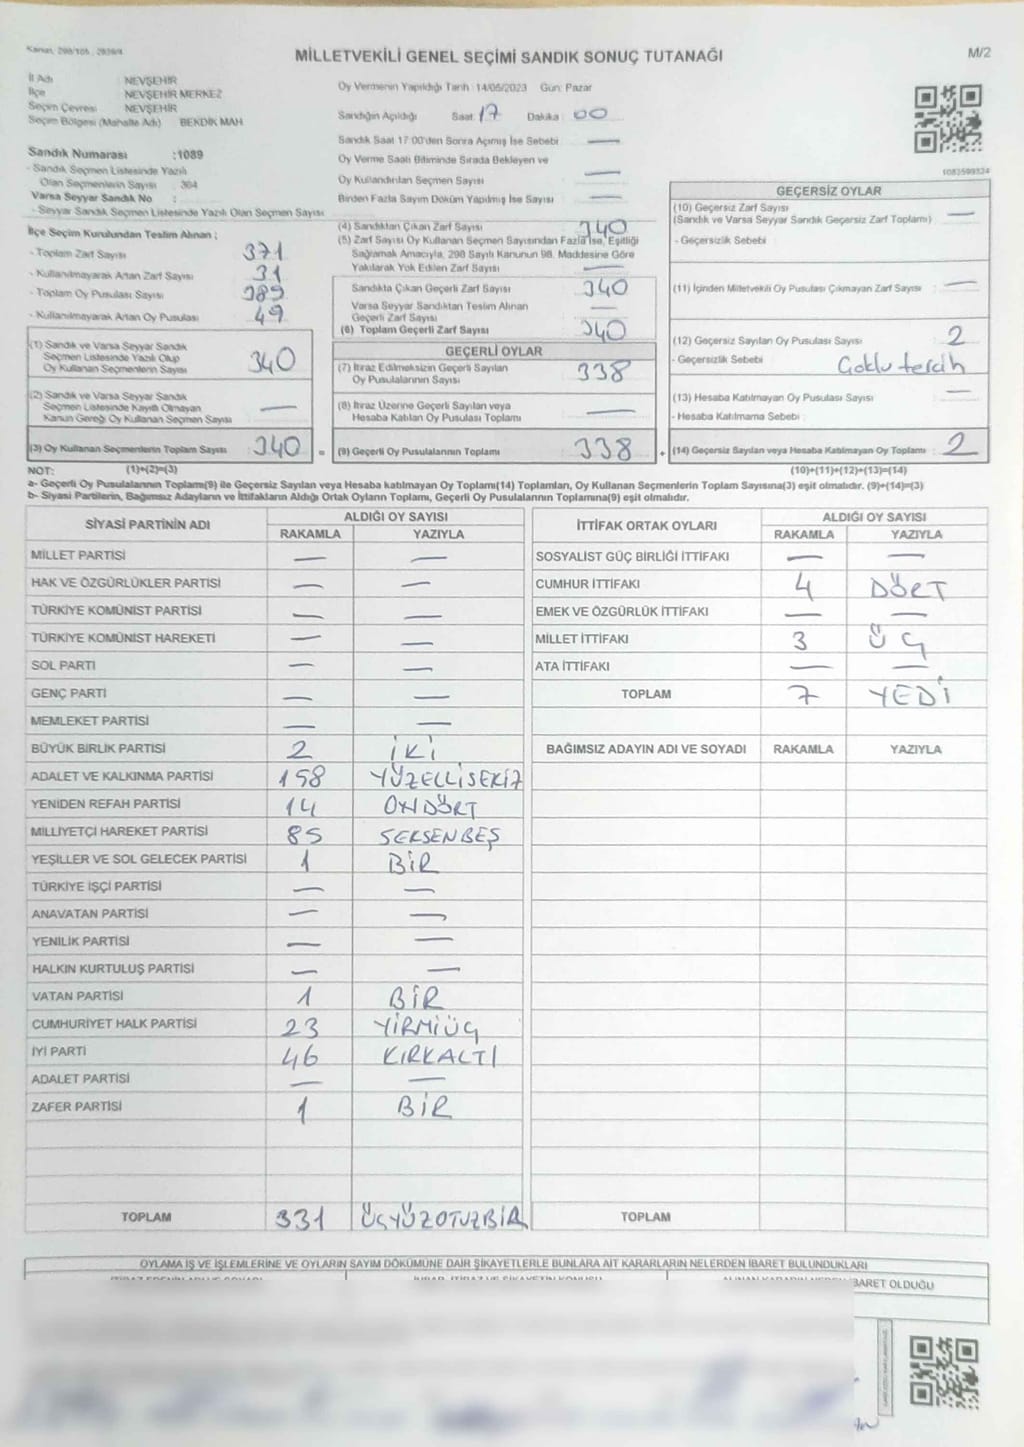 Kanun: 298/105 , 2839/4
MİLLETVEKİLİ GENEL SEÇİMİ SANDIK SONUÇ TUTANAĞI
M/2
İl Adı : NEVŞEHİR
İlçe : NEVŞEHİR MERKEZ
Seçim Çevresi : NEVŞEHİR
Seçim Bölgesi (Mahalle Adı) BEKDİK MAH
Sandık Numarası :1089
- Sandık Seçmen Listesinde Yazılı
Olan Seçmenlerin Sayısı : 364
Varsa Seyyar Sandık No :
- Seyyar Sandık Seçmen Listesinde Yazılı Olan Seçmen Sayısı :
İlçe Seçim Kurulundan Teslim Alınan ;
- Toplam Zarf Sayısı 371
- Kullanılmayarak Artan Zarf Sayısı 31
- Toplam Oy Pusulası Sayısı 389
- Kullanılmayarak Artan Oy Pusulası 49
(1) Sandık ve Varsa Seyyar Sandık
Seçmen Listesinde Yazılı Olup
Oy Kullanan Seçmenlerin Sayısı 340
(2) Sandık ve Varsa Seyyar Sandık
Seçmen Listesinde Kayıtlı Olmayan
Kanun Gereği Oy Kullanan Seçmen Sayısı —
(3) Oy Kullanan Seçmenlerin Toplam Sayısı 340 =
Oy Vermenin Yapıldığı Tarih : 14/05/2023 Gün: Pazar
Sandığın Açıldığı Saat: 17 Dakika : 00
Sandık Saat 17:00'den Sonra Açımış İse Sebebi —
Oy Verme Saati Bitiminde Sırada Bekleyen ve
Oy Kullandırılan Seçmen Sayısı —
Birden Fazla Sayım Döküm Yapılmış İse Sayısı —
(4) Sandıktan Çıkan Zarf Sayısı 340
(5) Zarf Sayısı Oy Kullanan Seçmen Sayısından Fazla İse, Eşitliği
Sağlamak Amacıyla, 298 Sayılı Kanunun 98. Maddesine Göre
Yakılarak Yok Edilen Zarf Sayısı —
Sandıkta Çıkan Geçerli Zarf Sayısı 340
Varsa Seyyar Sandıktan Teslim Alınan
Geçerli Zarf Sayısı —
(6) Toplam Geçerli Zarf Sayısı 340
GEÇERLİ OYLAR
(7) İtiraz Edilmeksizin Geçerli Sayılan
Oy Pusulalarının Sayısı 338
(8) İtiraz Üzerine Geçerli Sayılan veya
Hesaba Katılan Oy Pusulası Toplamı —
(9) Geçerli Oy Pusulalarının Toplamı 338 +
1082599324
GEÇERSİZ OYLAR
(10) Geçersiz Zarf Sayısı
(Sandık ve Varsa Seyyar Sandık Geçersiz Zarf Toplamı) —
- Geçersizlik Sebebi :
(11) İçinden Milletvekili Oy Pusulası Çıkmayan Zarf Sayısı : —
(12) Geçersiz Sayılan Oy Pusulası Sayısı : 2
- Geçersizlik Sebebi : Çoklu tercih
(13) Hesaba Katılmayan Oy Pusulası Sayısı : —
- Hesaba Katılmama Sebebi :
(14) Geçersiz Sayılan veya Hesaba Katılmayan Oy Toplamı : 2
NOT: (1)+(2)=(3) (10)+(11)+(12)+(13)=(14)
a- Geçerli Oy Pusulalarının Toplamı(9) ile Geçersiz Sayılan veya Hesaba katılmayan Oy Toplamı(14) Toplamları, Oy Kullanan Seçmenlerin Toplam Sayısına(3) eşit olmalıdır. (9)+(14)=(3)
b- Siyasi Partilerin, Bağımsız Adayların ve İttifakların Aldığı Ortak Oyların Toplamı, Geçerli Oy Pusulalarının Toplamına(9) eşit olmalıdır.
SİYASİ PARTİNİN ADI ALDIĞI OY SAYISI
RAKAMLA YAZIYLA
MİLLET PARTİSİ — —
HAK VE ÖZGÜRLÜKLER PARTİSİ — —
TÜRKİYE KOMÜNİST PARTİSİ — —
TÜRKİYE KOMÜNİST HAREKETİ — —
SOL PARTİ — —
GENÇ PARTİ — —
MEMLEKET PARTİSİ — —
BÜYÜK BİRLİK PARTİSİ 2 İKİ
ADALET VE KALKINMA PARTİSİ 158 YÜZELLİSEKİZ
YENİDEN REFAH PARTİSİ 14 ONDÖRT
MİLLİYETÇİ HAREKET PARTİSİ 85 SEKSENBEŞ
YEŞİLLER VE SOL GELECEK PARTİSİ 1 BİR
TÜRKİYE İŞÇİ PARTİSİ — —
ANAVATAN PARTİSİ — —
YENİLİK PARTİSİ — —
HALKIN KURTULUŞ PARTİSİ — —
VATAN PARTİSİ 1 BİR
CUMHURİYET HALK PARTİSİ 23 YİRMİÜÇ
İYİ PARTİ 46 KIRKALTI
ADALET PARTİSİ — —
ZAFER PARTİSİ 1 BİR
TOPLAM 331 ÜÇYÜZOTUZBİR
İTTİFAK ORTAK OYLARI ALDIĞI OY SAYISI
RAKAMLA YAZIYLA
SOSYALİST GÜÇ BİRLİĞİ İTTİFAKI — —
CUMHUR İTTİFAKI 4 DÖRT
EMEK VE ÖZGÜRLÜK İTTİFAKI — —
MİLLET İTTİFAKI 3 ÜÇ
ATA İTTİFAKI — —
TOPLAM 7 YEDİ
BAĞIMSIZ ADAYIN ADI VE SOYADI RAKAMLA YAZIYLA
TOPLAM
OYLAMA İŞ VE İŞLEMLERİNE VE OYLARIN SAYIM DÖKÜMÜNE DAİR ŞİKAYETLERLE BUNLARA AİT KARARLARIN NELERDEN İBARET BULUNDUKLARI
İBARET OLDUĞU